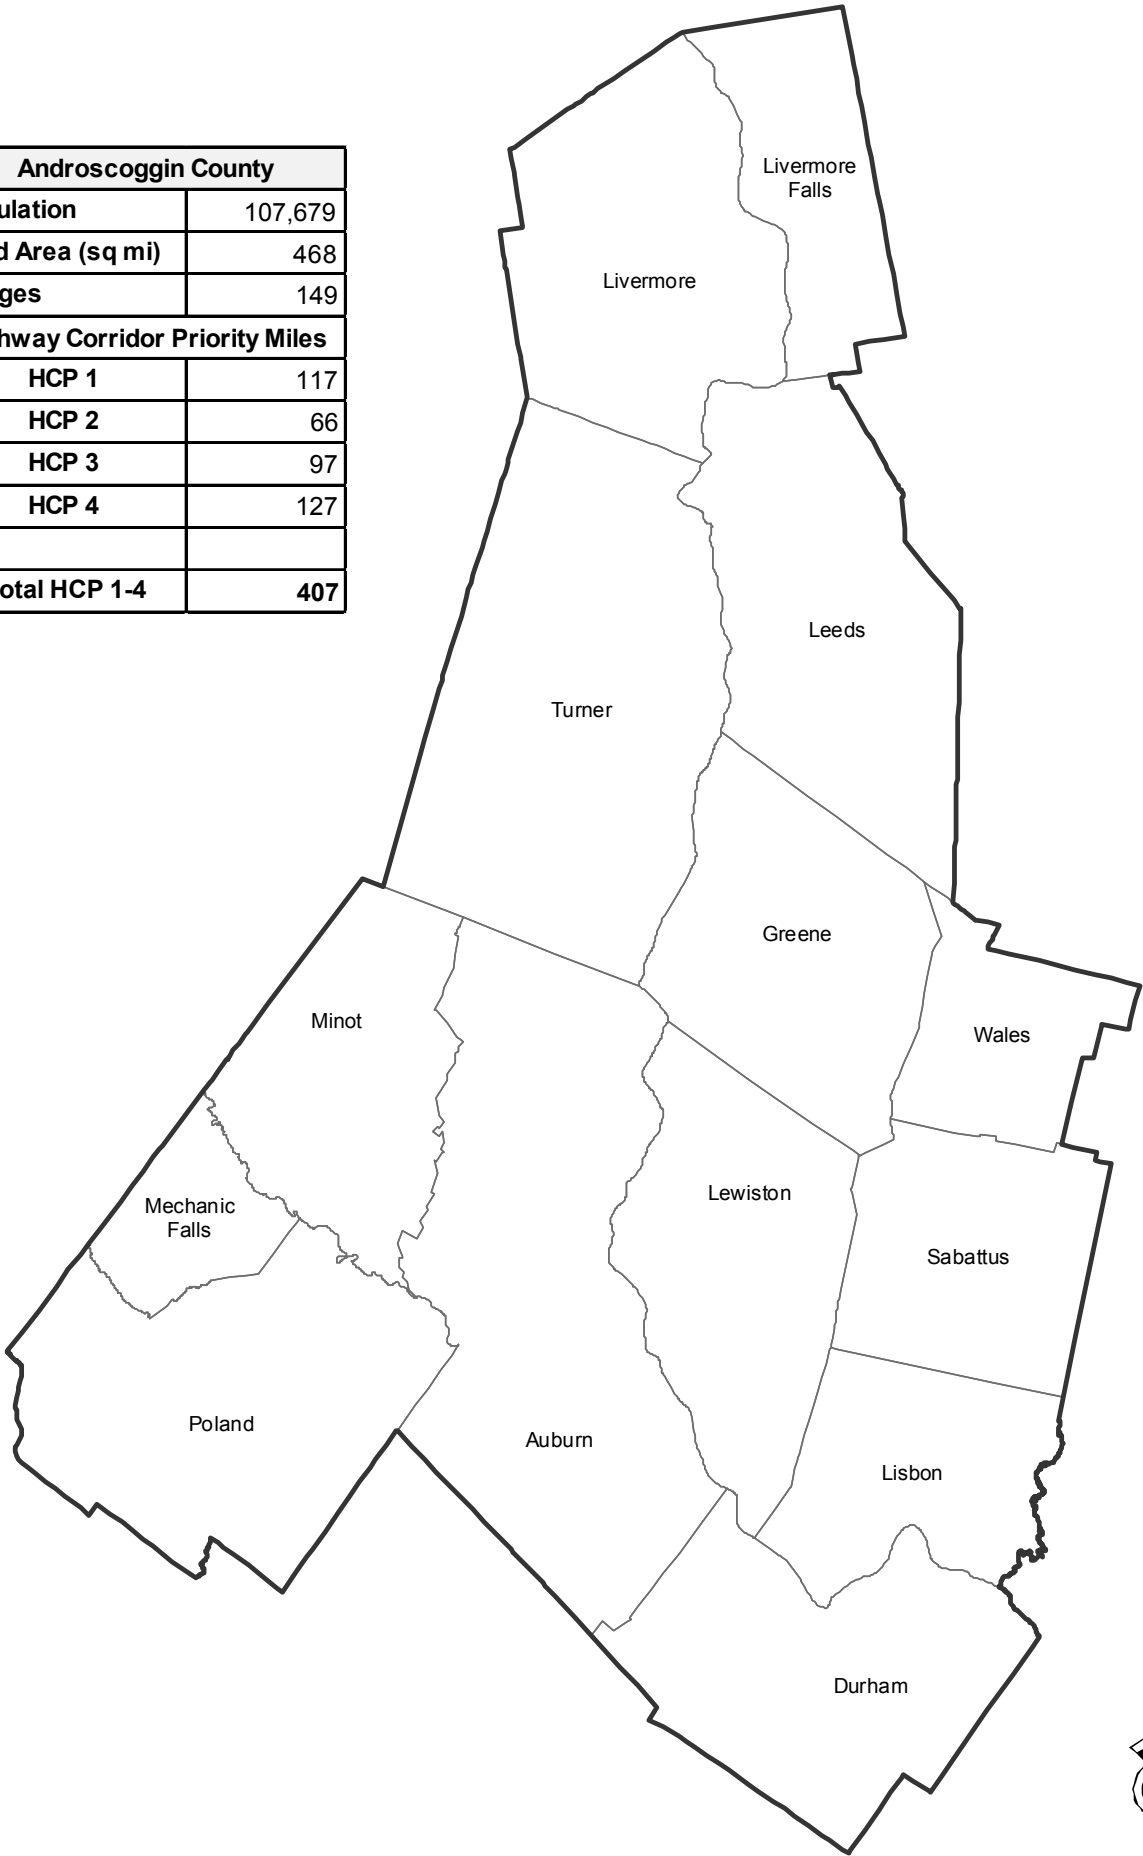 Androscoggin County
ulation 107,679
d Area (sq mi) 468
ges 149
hway Corridor Priority Miles
HCP 1 117
HCP 2 66
HCP 3 97
HCP 4 127
otal HCP 1-4 407
Livermore
Falls
Livermore
Leeds
Turner
Greene
Minot
Wales
Lewiston
Mechanic
Falls
Sabattus
Poland
Auburn
Lisbon
Durham